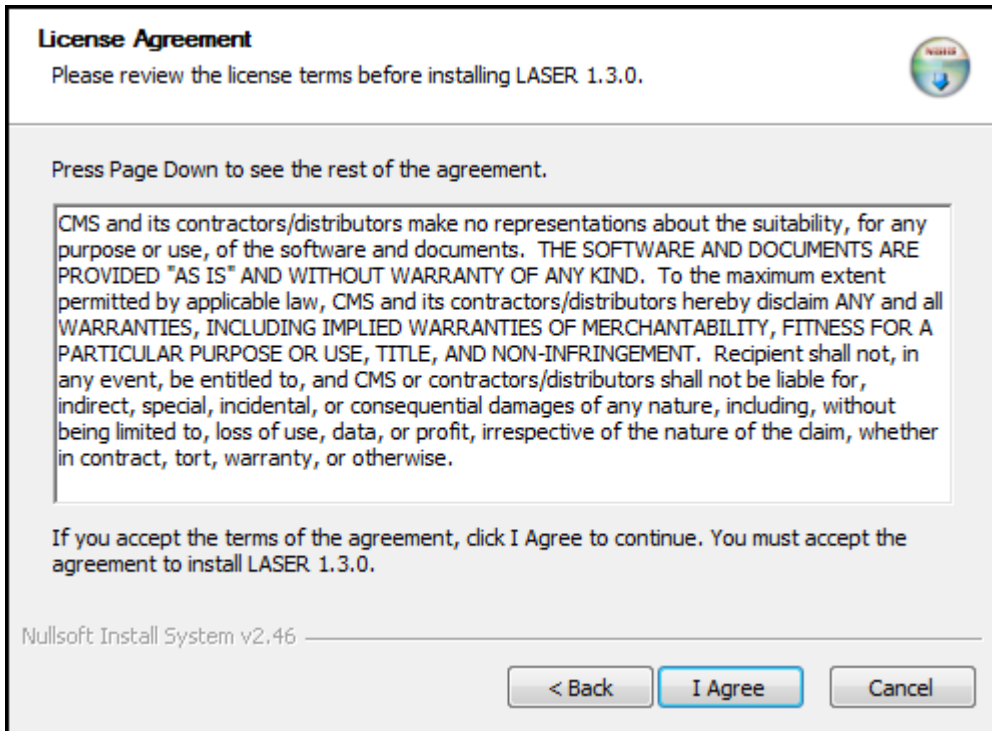 License Agreement
Please review the license terms before installing LASER 1.3.0.
Press Page Down to see the rest of the agreement.
CMS and its contractors/distributors make no representations about the suitability, for any
purpose or use, of the software and documents.  THE SOFTWARE AND DOCUMENTS ARE
PROVIDED "AS IS" AND WITHOUT WARRANTY OF ANY KIND.  To the maximum extent
permitted by applicable law, CMS and its contractors/distributors hereby disclaim ANY and all
WARRANTIES, INCLUDING IMPLIED WARRANTIES OF MERCHANTABILITY, FITNESS FOR A
PARTICULAR PURPOSE OR USE, TITLE, AND NON-INFRINGEMENT.  Recipient shall not, in
any event, be entitled to, and CMS or contractors/distributors shall not be liable for,
indirect, special, incidental, or consequential damages of any nature, including, without
being limited to, loss of use, data, or profit, irrespective of the nature of the claim, whether
in contract, tort, warranty, or otherwise.
If you accept the terms of the agreement, click I Agree to continue. You must accept the
agreement to install LASER 1.3.0.
Nullsoft Install System v2.46
< Back
I Agree
Cancel